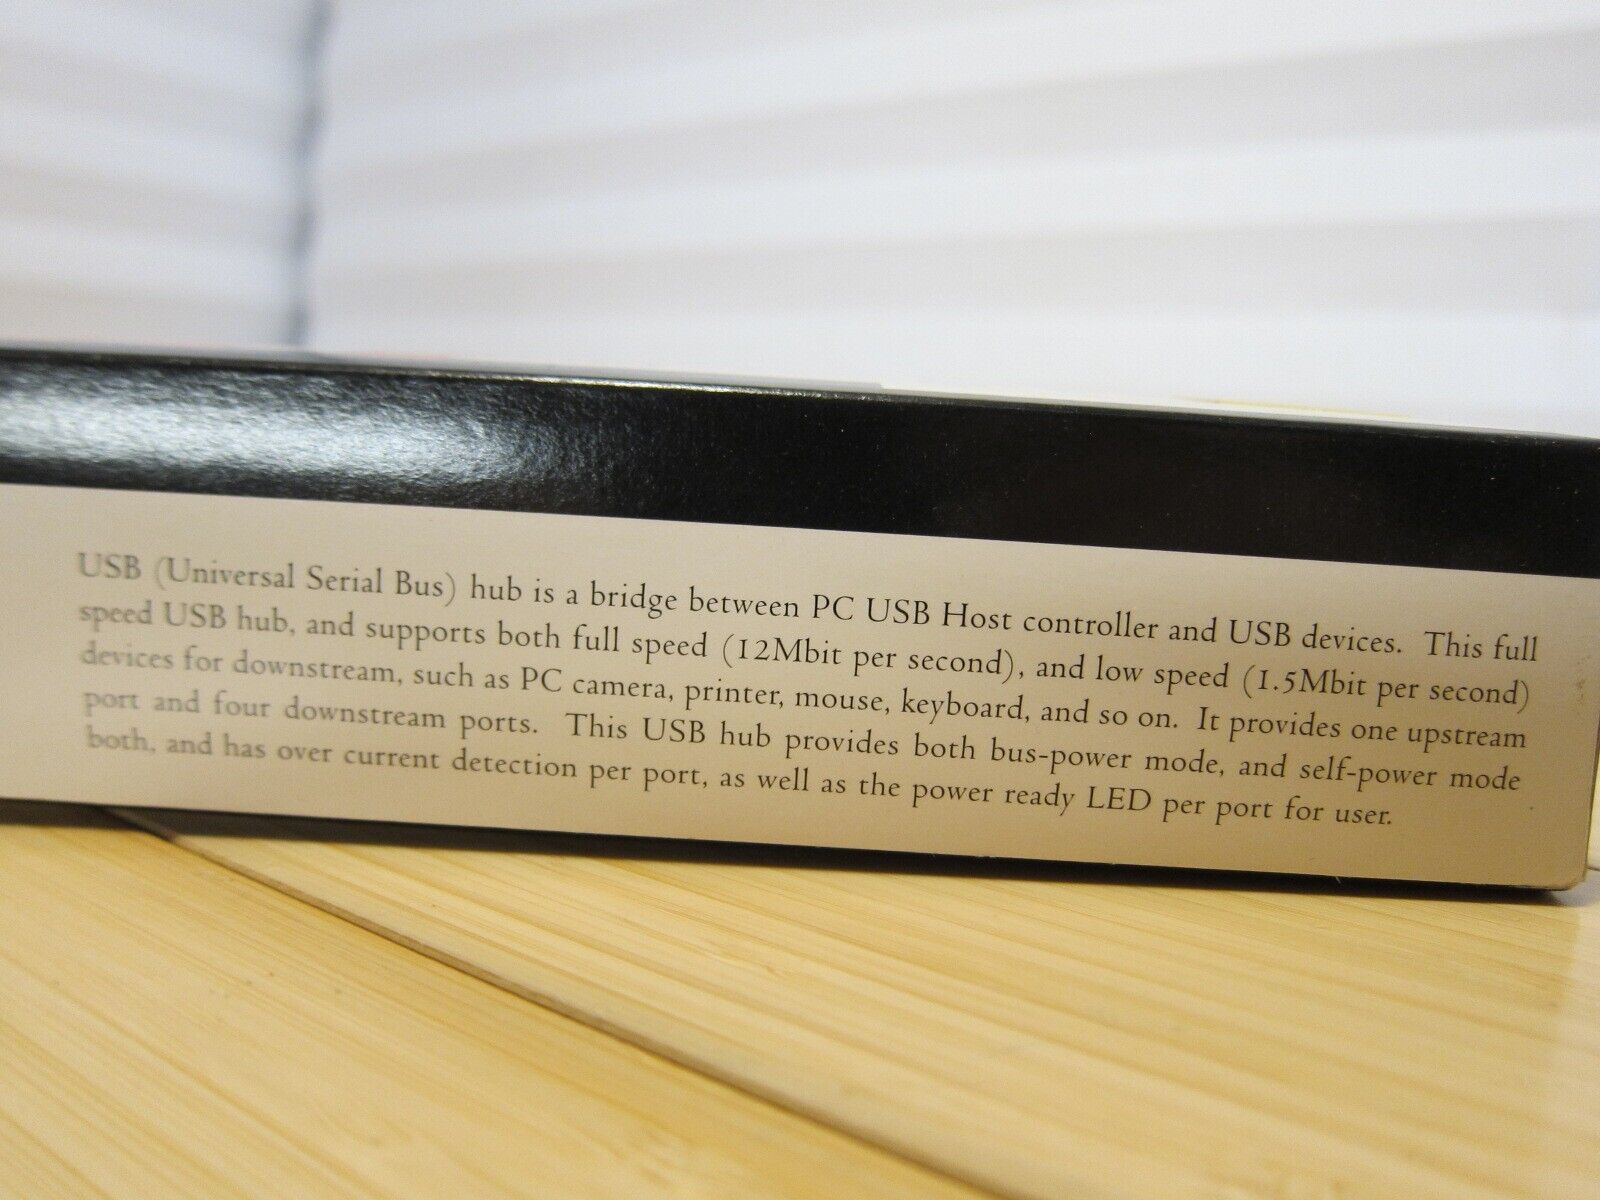 USB (Universal Serial Bus) hub is a bridge between PC USB Host controller and USB devices. This full
speed USB hub, and supports both full speed (12Mbit per second), and low speed (1.5Mbit per second)
devices for downstream, such as PC camera, printer, mouse, keyboard, and so on. It provides one upstream
port and four downstream ports. This USB hub provides both bus-power mode, and self-power mode
both, and has over current detection per port, as well as the power ready LED per port for user.